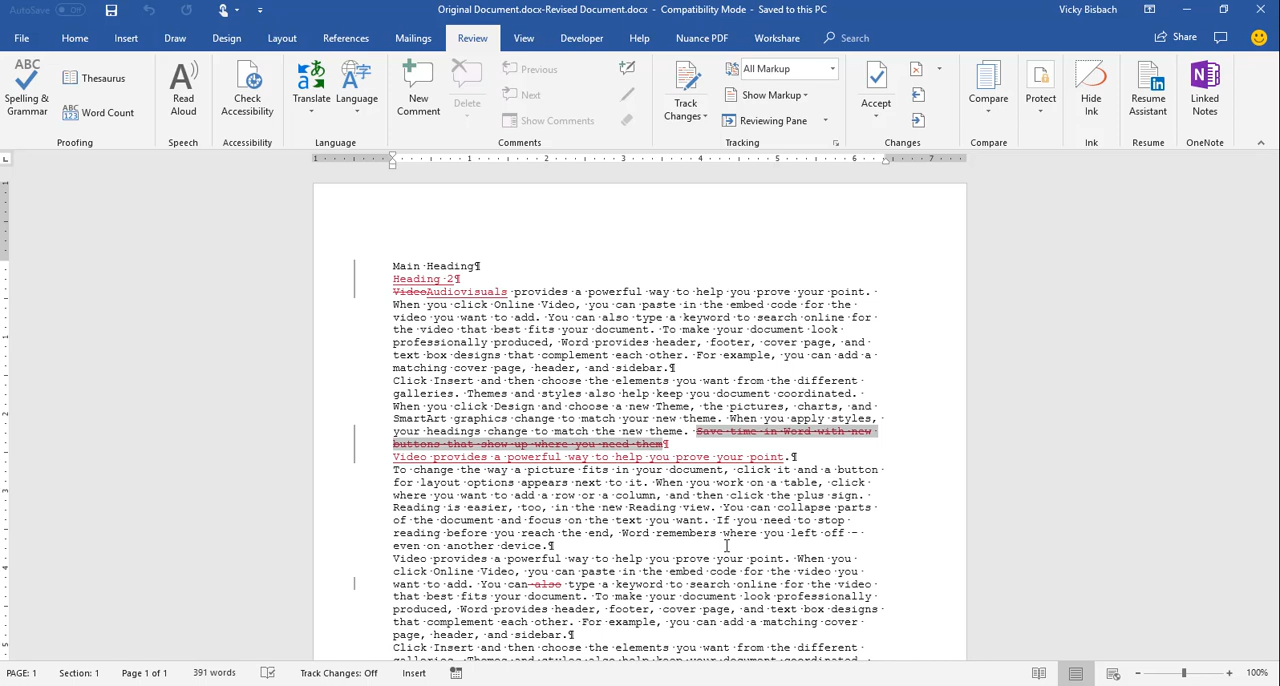 AutoSave Off
Original Document.docx-Revised Document.docx - Compatibility Mode - Saved to this PC
Vicky Bisbach
File Home Insert Draw Design Layout References Mailings Review View Developer Help Nuance PDF Workshare Search Share
ABC Spelling & Grammar
Thesaurus
ABC 123 Word Count
Read Aloud
Check Accessibility
Translate
Language
New Comment
Delete
Previous
Next
Show Comments
Track Changes
All Markup
Show Markup
Reviewing Pane
Accept
Compare
Protect
Hide Ink
Resume Assistant
Linked Notes
Proofing Speech Accessibility Language Comments Tracking Changes Compare Ink Resume OneNote
1 1 2 3 4 5 6 7
Main Heading¶
Heading 2¶
VideoAudiovisuals provides a powerful way to help you prove your point.
When you click Online Video, you can paste in the embed code for the
video you want to add. You can also type a keyword to search online for
the video that best fits your document. To make your document look
professionally produced, Word provides header, footer, cover page, and
text box designs that complement each other. For example, you can add a
matching cover page, header, and sidebar.¶
Click Insert and then choose the elements you want from the different
galleries. Themes and styles also help keep your document coordinated.
When you click Design and choose a new Theme, the pictures, charts, and
SmartArt graphics change to match your new theme. When you apply styles,
your headings change to match the new theme. Save time in Word with new
buttons that show up where you need them¶
Video provides a powerful way to help you prove your point.¶
To change the way a picture fits in your document, click it and a button
for layout options appears next to it. When you work on a table, click
where you want to add a row or a column, and then click the plus sign.
Reading is easier, too, in the new Reading view. You can collapse parts
of the document and focus on the text you want. If you need to stop
reading before you reach the end, Word remembers where you left off -
even on another device.¶
Video provides a powerful way to help you prove your point. When you
click Online Video, you can paste in the embed code for the video you
want to add. You can also type a keyword to search online for the video
that best fits your document. To make your document look professionally
produced, Word provides header, footer, cover page, and text box designs
that complement each other. For example, you can add a matching cover
page, header, and sidebar.¶
Click Insert and then choose the elements you want from the different
galleries. Themes and styles also help keep your document coordinated.
PAGE: 1 Section: 1 Page 1 of 1 391 words Track Changes: Off Insert 100%